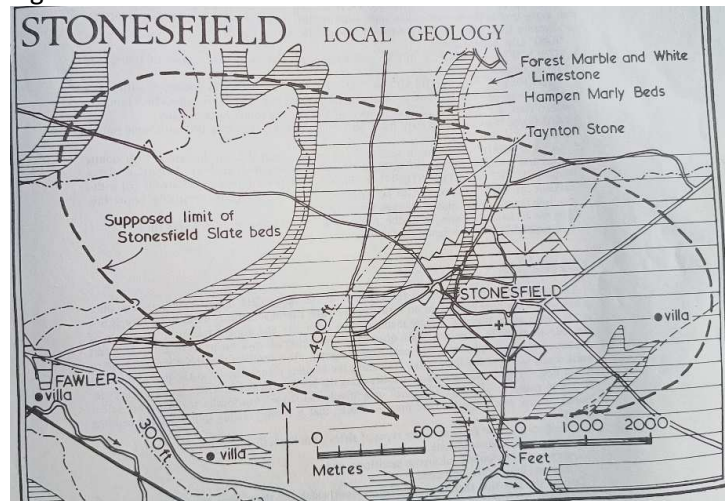 STONESFIELD LOCAL GEOLOGY
Forest Marble and White
Limestone
Hampen Marly Beds
Taynton Stone
Supposed limit of
Stonesfield Slate beds
STONESFIELD
villa
400 ft
FAWLER
villa
300 ft
villa
N
0 500
Metres
0 1000 2000
Feet